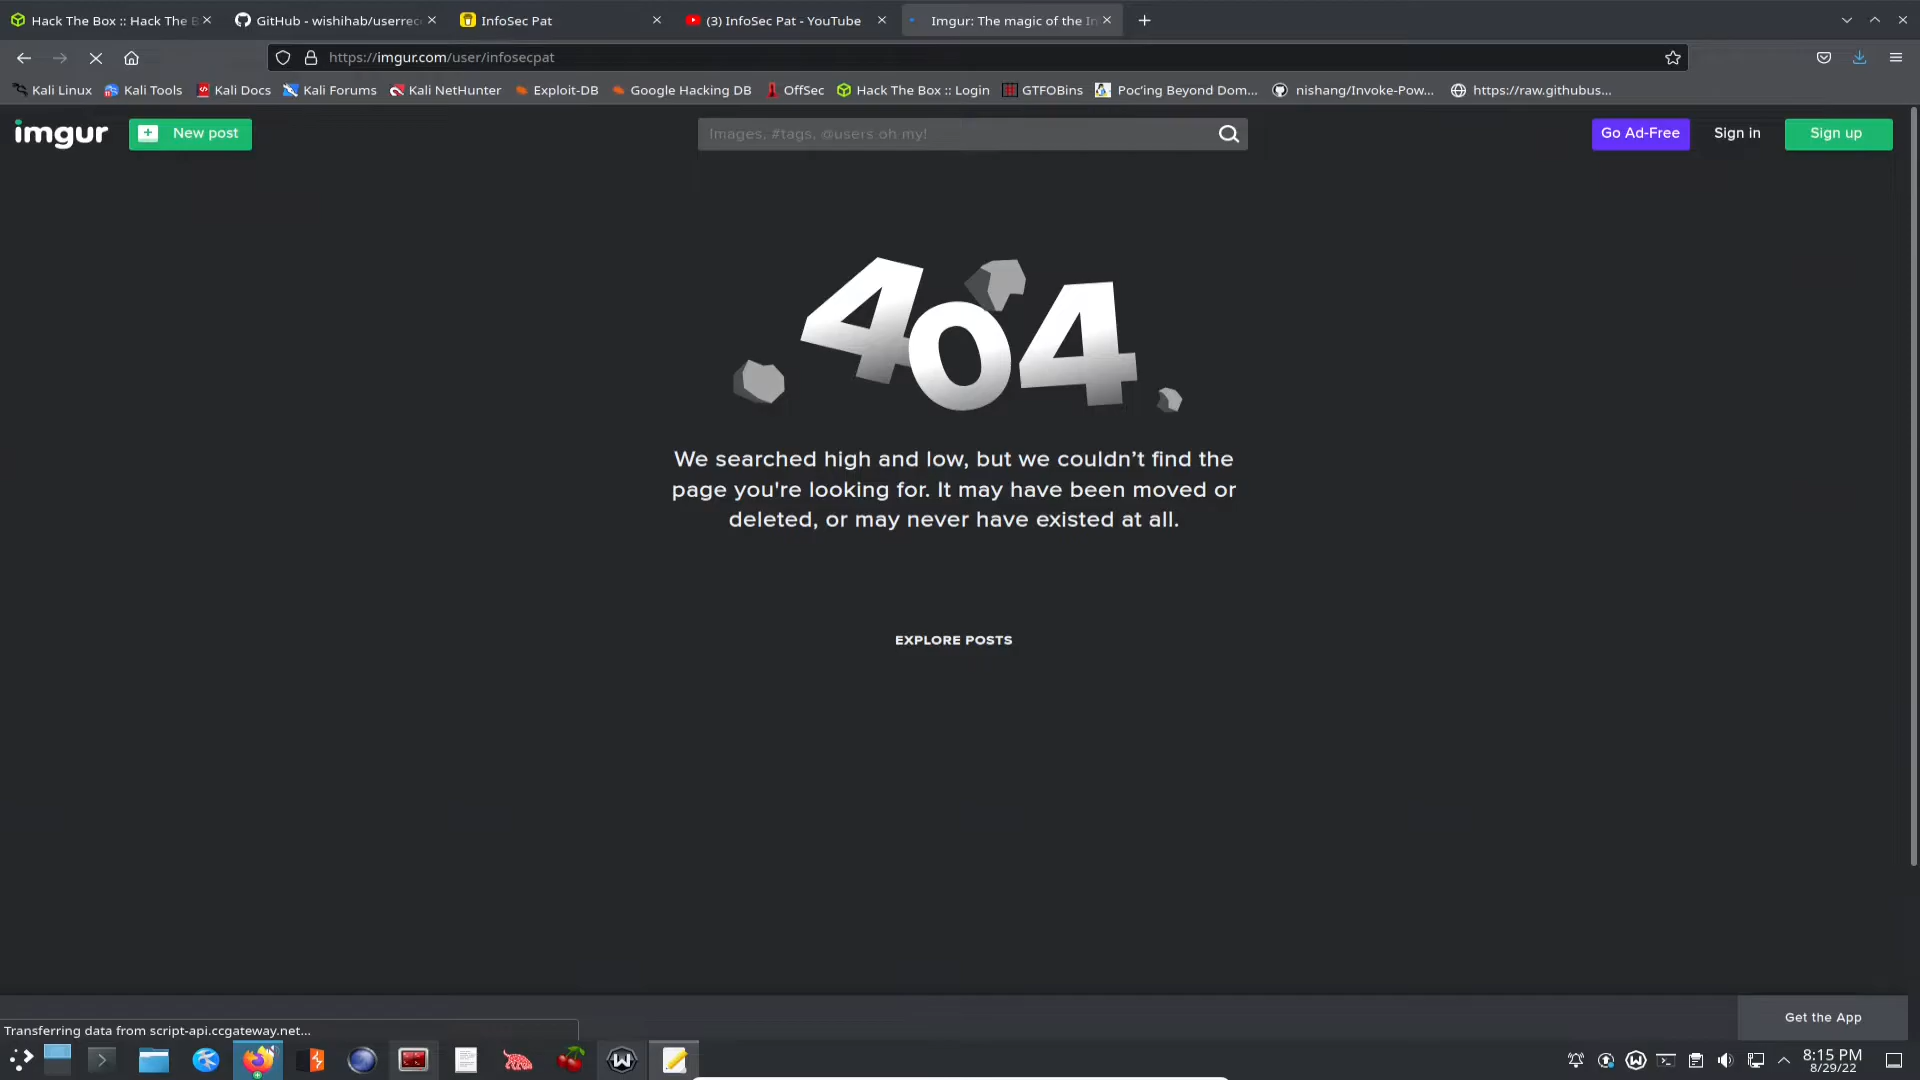 Hack The Box :: Hack The B
GitHub - wishihab/userrec
InfoSec Pat
(3) InfoSec Pat - YouTube
Imgur: The magic of the In
https://imgur.com/user/infosecpat
Kali Linux
Kali Tools
Kali Docs
Kali Forums
Kali NetHunter
Exploit-DB
Google Hacking DB
OffSec
Hack The Box :: Login
GTFOBins
Poc'ing Beyond Dom...
nishang/Invoke-Pow...
https://raw.githubus...
imgur
New post
Images, #tags, @users oh my!
Go Ad-Free
Sign in
Sign up
404
We searched high and low, but we couldn’t find the
page you're looking for. It may have been moved or
deleted, or may never have existed at all.
EXPLORE POSTS
Get the App
Transferring data from script-api.ccgateway.net...
8:15 PM
8/29/22